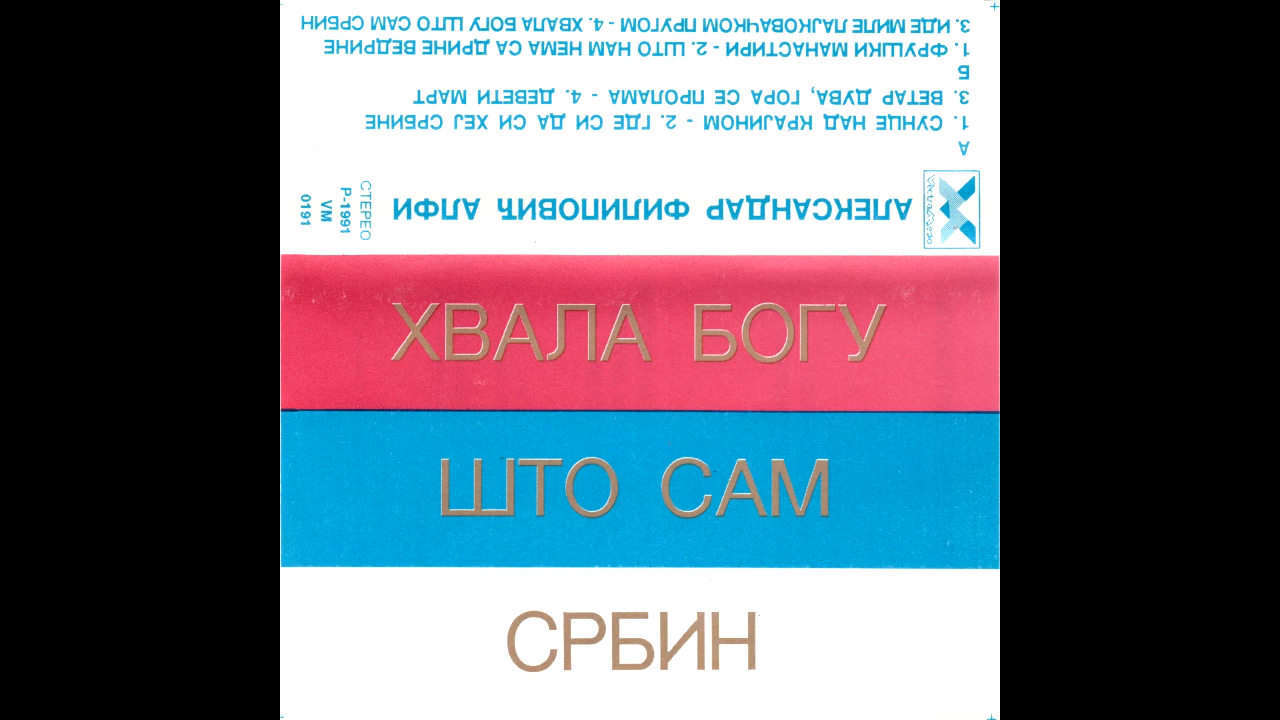 ХВАЛА БОГУ
ШТО САМ
СРБИН
АЛЕКСАНДАР ФИЛИПОВИЋ АЛФИ
СТЕРЕО
P-1991
VM
0191
А
1. СУНЦЕ НАД КРАЈИНОМ - 2. ГДЕ СИ ДА СИ ХЕЈ СРБИНЕ
3. ВЕТАР ДУВА, ГОРА СЕ ПРОЛАМА - 4. ДЕВЕТИ МАРТ
Б
1. ФРУШКИ МАНАСТИРИ - 2. ШТО НАМ НЕМА СА ДРИНЕ ВЕДРИНЕ
3. ИДЕ МИЛЕ ЛАЈКОВАЧКОМ ПРУГОМ - 4. ХВАЛА БОГУ ШТО САМ СРБИН